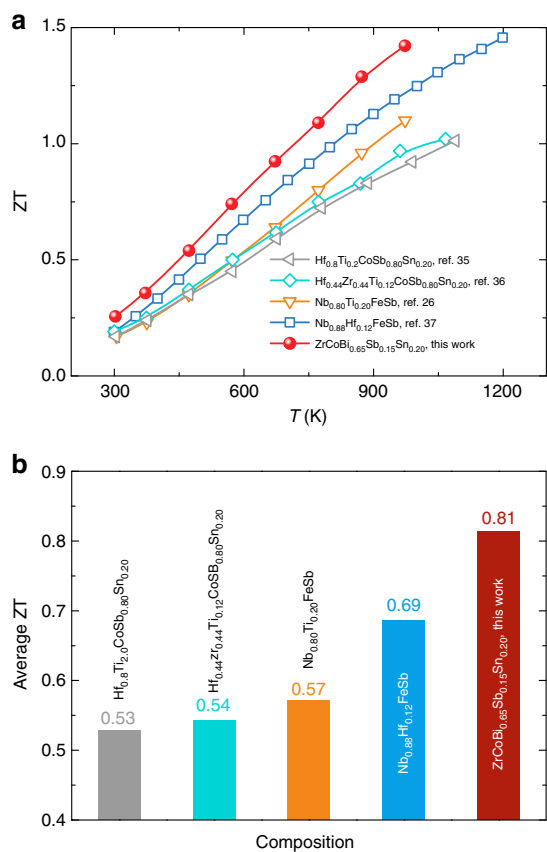 a
1.5
1.0
0.5
0.0
ZT
Hf0.8Ti0.2CoSb0.80Sn0.20, ref. 35
Hf0.44Zr0.44Ti0.12CoSb0.80Sn0.20, ref. 36
Nb0.80Ti0.20FeSb, ref. 26
Nb0.88Hf0.12FeSb, ref. 37
ZrCoBi0.65Sb0.15Sn0.20, this work
300
600
900
1200
T (K)
b
0.9
0.8
0.7
0.6
0.5
0.4
Average ZT
Hf0.8Ti2.0CoSb0.80Sn0.20
0.53
Hf0.44zr0.44Ti0.12CoSB0.80Sn0.20
0.54
Nb0.80Ti0.20FeSb
0.57
0.69
Nb0.88Hf0.12FeSb
0.81
ZrCoBi0.65Sb0.15Sn0.20, this work
Composition